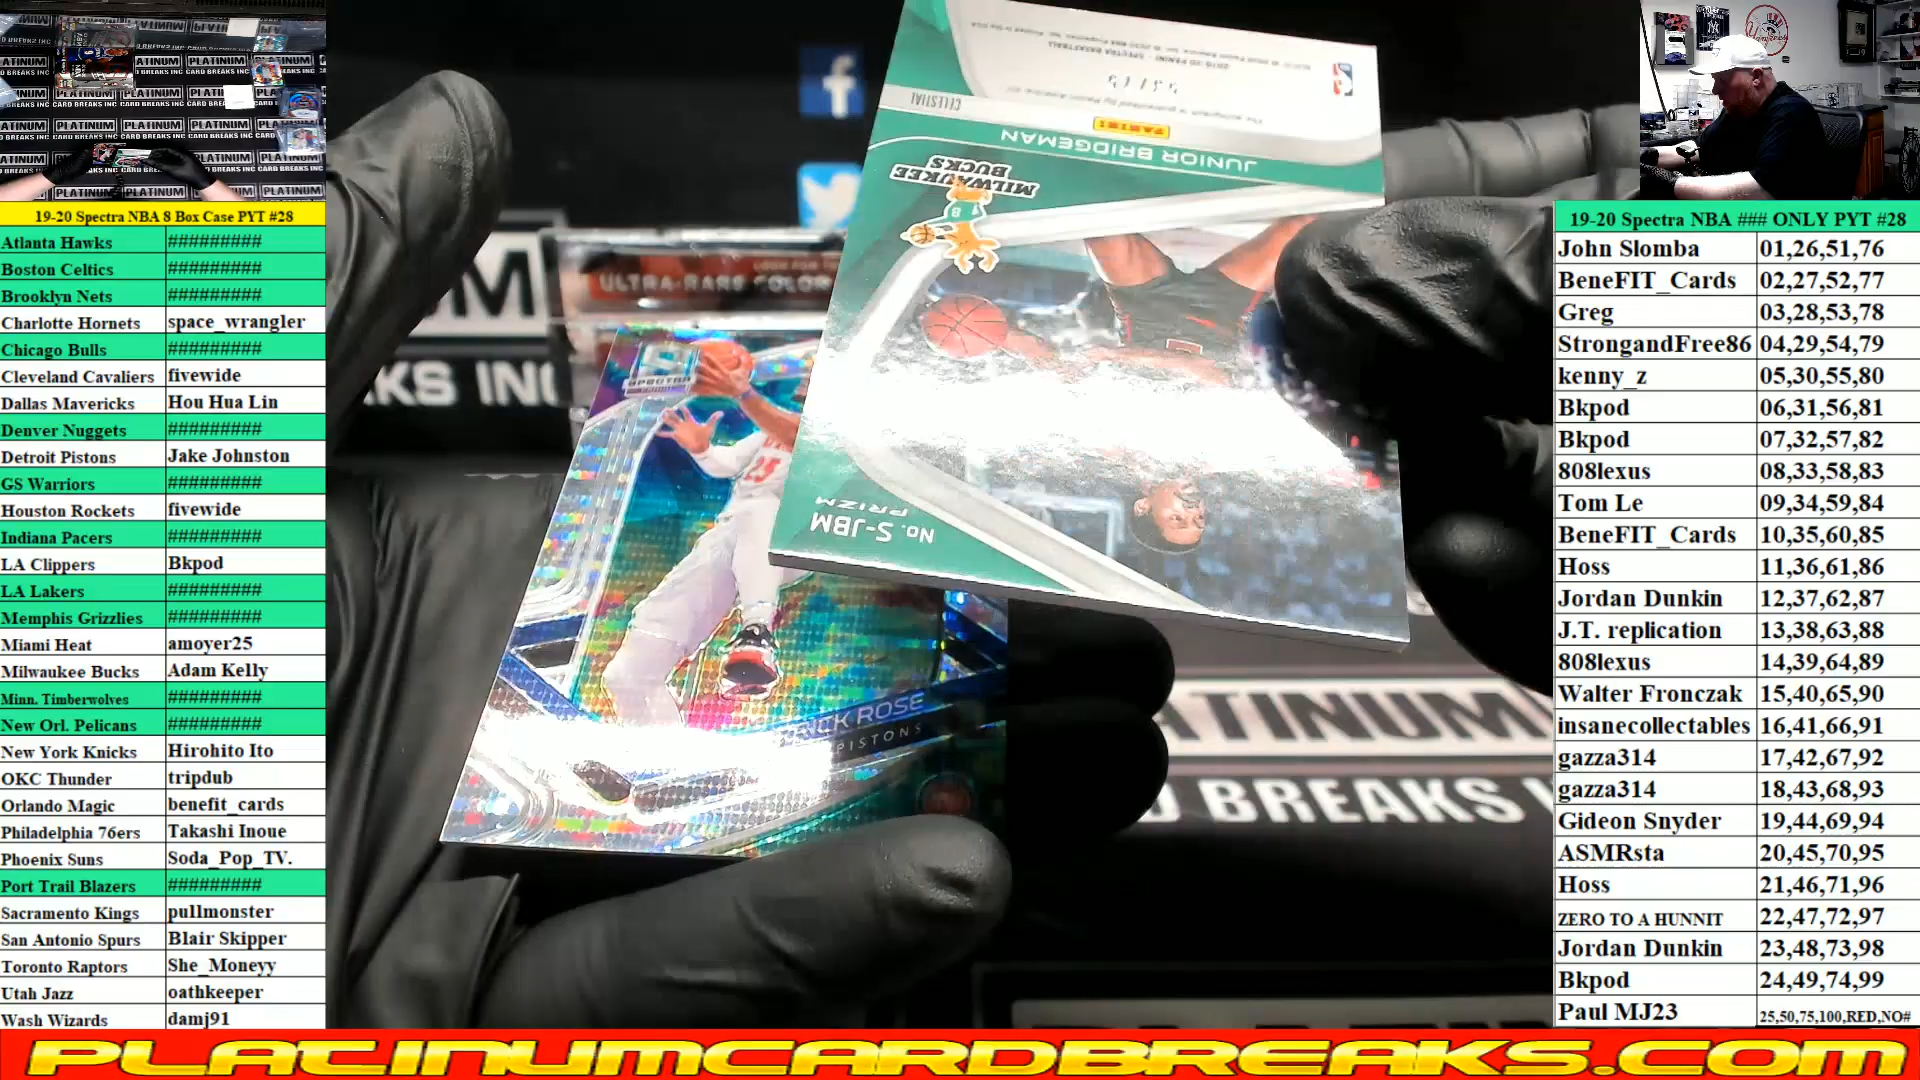 19-20 Spectra NBA 8 Box Case PYT #28
Atlanta Hawks #########
Boston Celtics #########
Brooklyn Nets #########
Charlotte Hornets space_wrangler
Chicago Bulls #########
Cleveland Cavaliers fivewide
Dallas Mavericks Hou Hua Lin
Denver Nuggets #########
Detroit Pistons Jake Johnston
GS Warriors #########
Houston Rockets fivewide
Indiana Pacers #########
LA Clippers Bkpod
LA Lakers #########
Memphis Grizzlies #########
Miami Heat amoyer25
Milwaukee Bucks Adam Kelly
Minn. Timberwolves #########
New Orl. Pelicans #########
New York Knicks Hirohito Ito
OKC Thunder tripdub
Orlando Magic benefit_cards
Philadelphia 76ers Takashi Inoue
Phoenix Suns Soda_Pop_TV.
Port Trail Blazers #########
Sacramento Kings pullmonster
San Antonio Spurs Blair Skipper
Toronto Raptors She_Moneyy
Utah Jazz oathkeeper
Wash Wizards damj91
2019-20 PANINI - SPECTRA BASKETBALL
CELESTIAL
PANINI
JUNIOR BRIDGEMAN
MILWAUKEE
BUCKS
No. S-JBM
PRIZM
ULTRA-RARE COLOR
KS INC
SPECTRA
ROSE
PISTONS
PLATINUM
BREAKS
19-20 Spectra NBA ### ONLY PYT #28
John Slomba 01,26,51,76
BeneFIT_Cards 02,27,52,77
Greg 03,28,53,78
StrongandFree86 04,29,54,79
kenny_z 05,30,55,80
Bkpod 06,31,56,81
Bkpod 07,32,57,82
808lexus 08,33,58,83
Tom Le 09,34,59,84
BeneFIT_Cards 10,35,60,85
Hoss 11,36,61,86
Jordan Dunkin 12,37,62,87
J.T. replication 13,38,63,88
808lexus 14,39,64,89
Walter Fronczak 15,40,65,90
insanecollectables 16,41,66,91
gazza314 17,42,67,92
gazza314 18,43,68,93
Gideon Snyder 19,44,69,94
ASMRsta 20,45,70,95
Hoss 21,46,71,96
ZERO TO A HUNNIT 22,47,72,97
Jordan Dunkin 23,48,73,98
Bkpod 24,49,74,99
Paul MJ23 25,50,75,100,RED,NO#
PLATINUMCARDBREAKS.COM